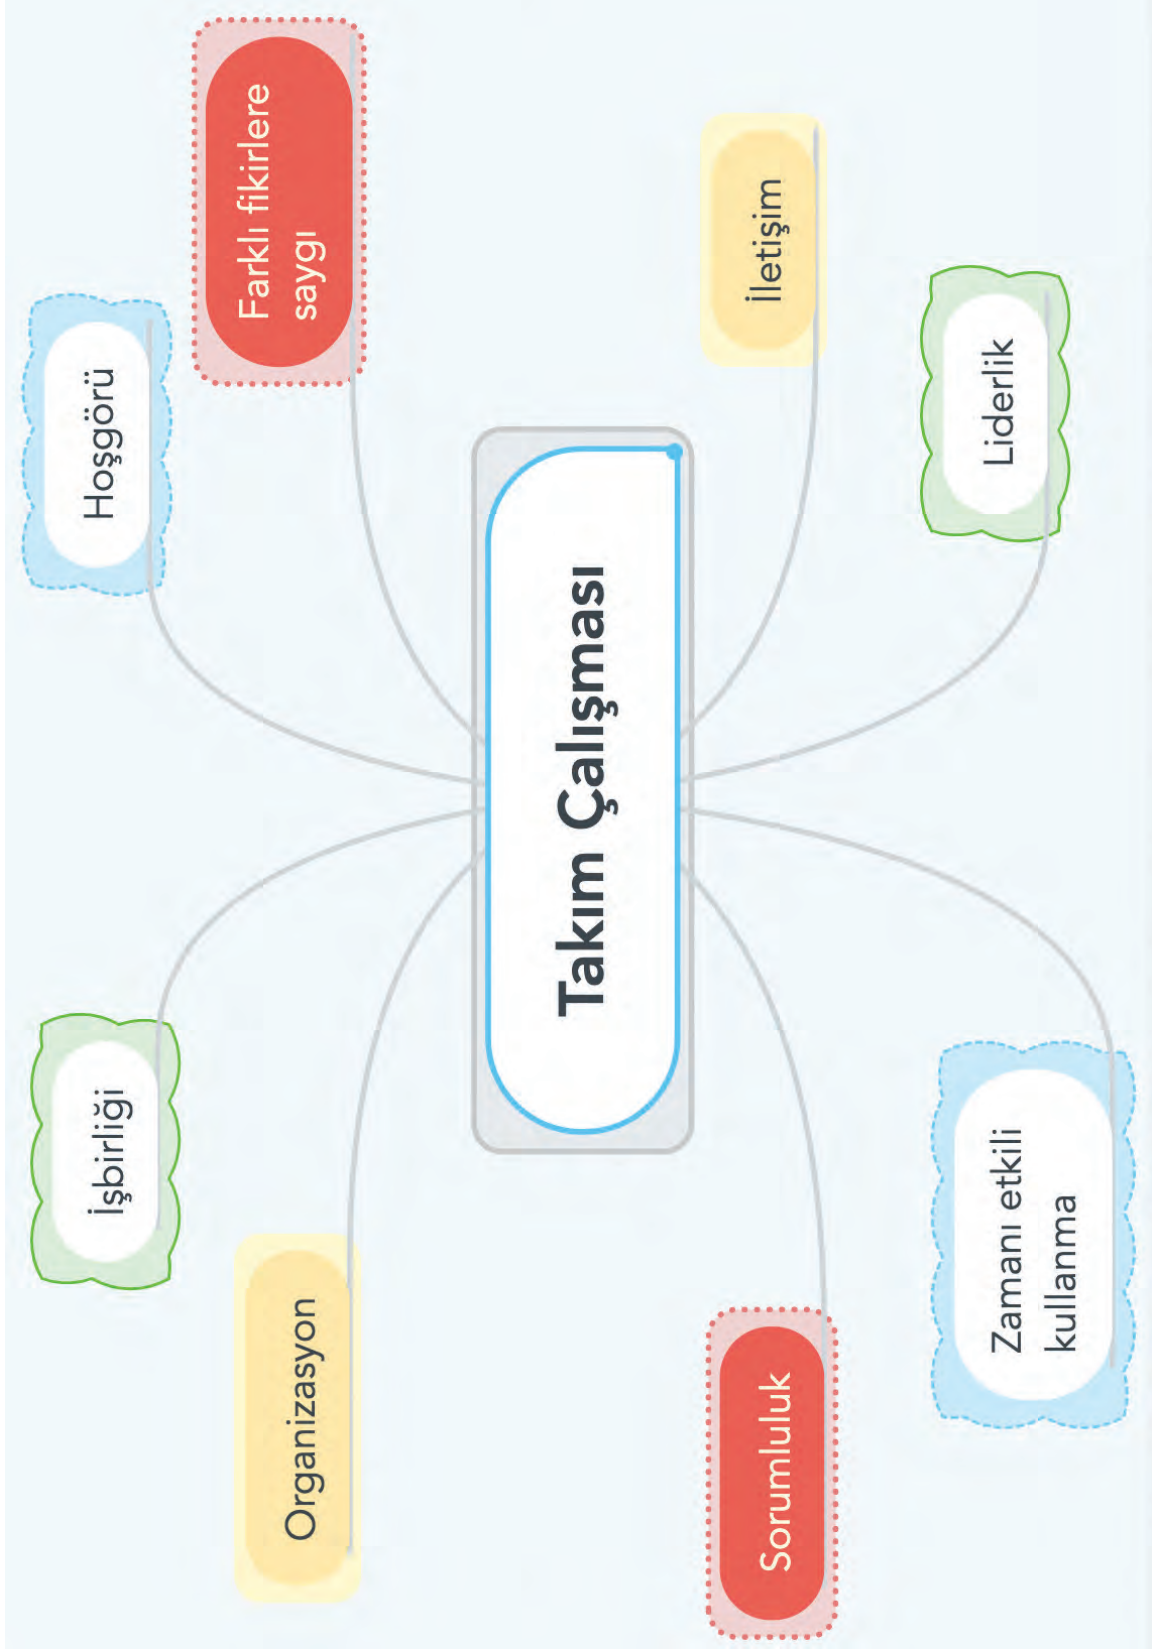 İşbirliği
Hoşgörü
Organizasyon
Farklı fikirlere
saygı
Takım Çalışması
Sorumluluk
İletişim
Zamanı etkili
kullanma
Liderlik